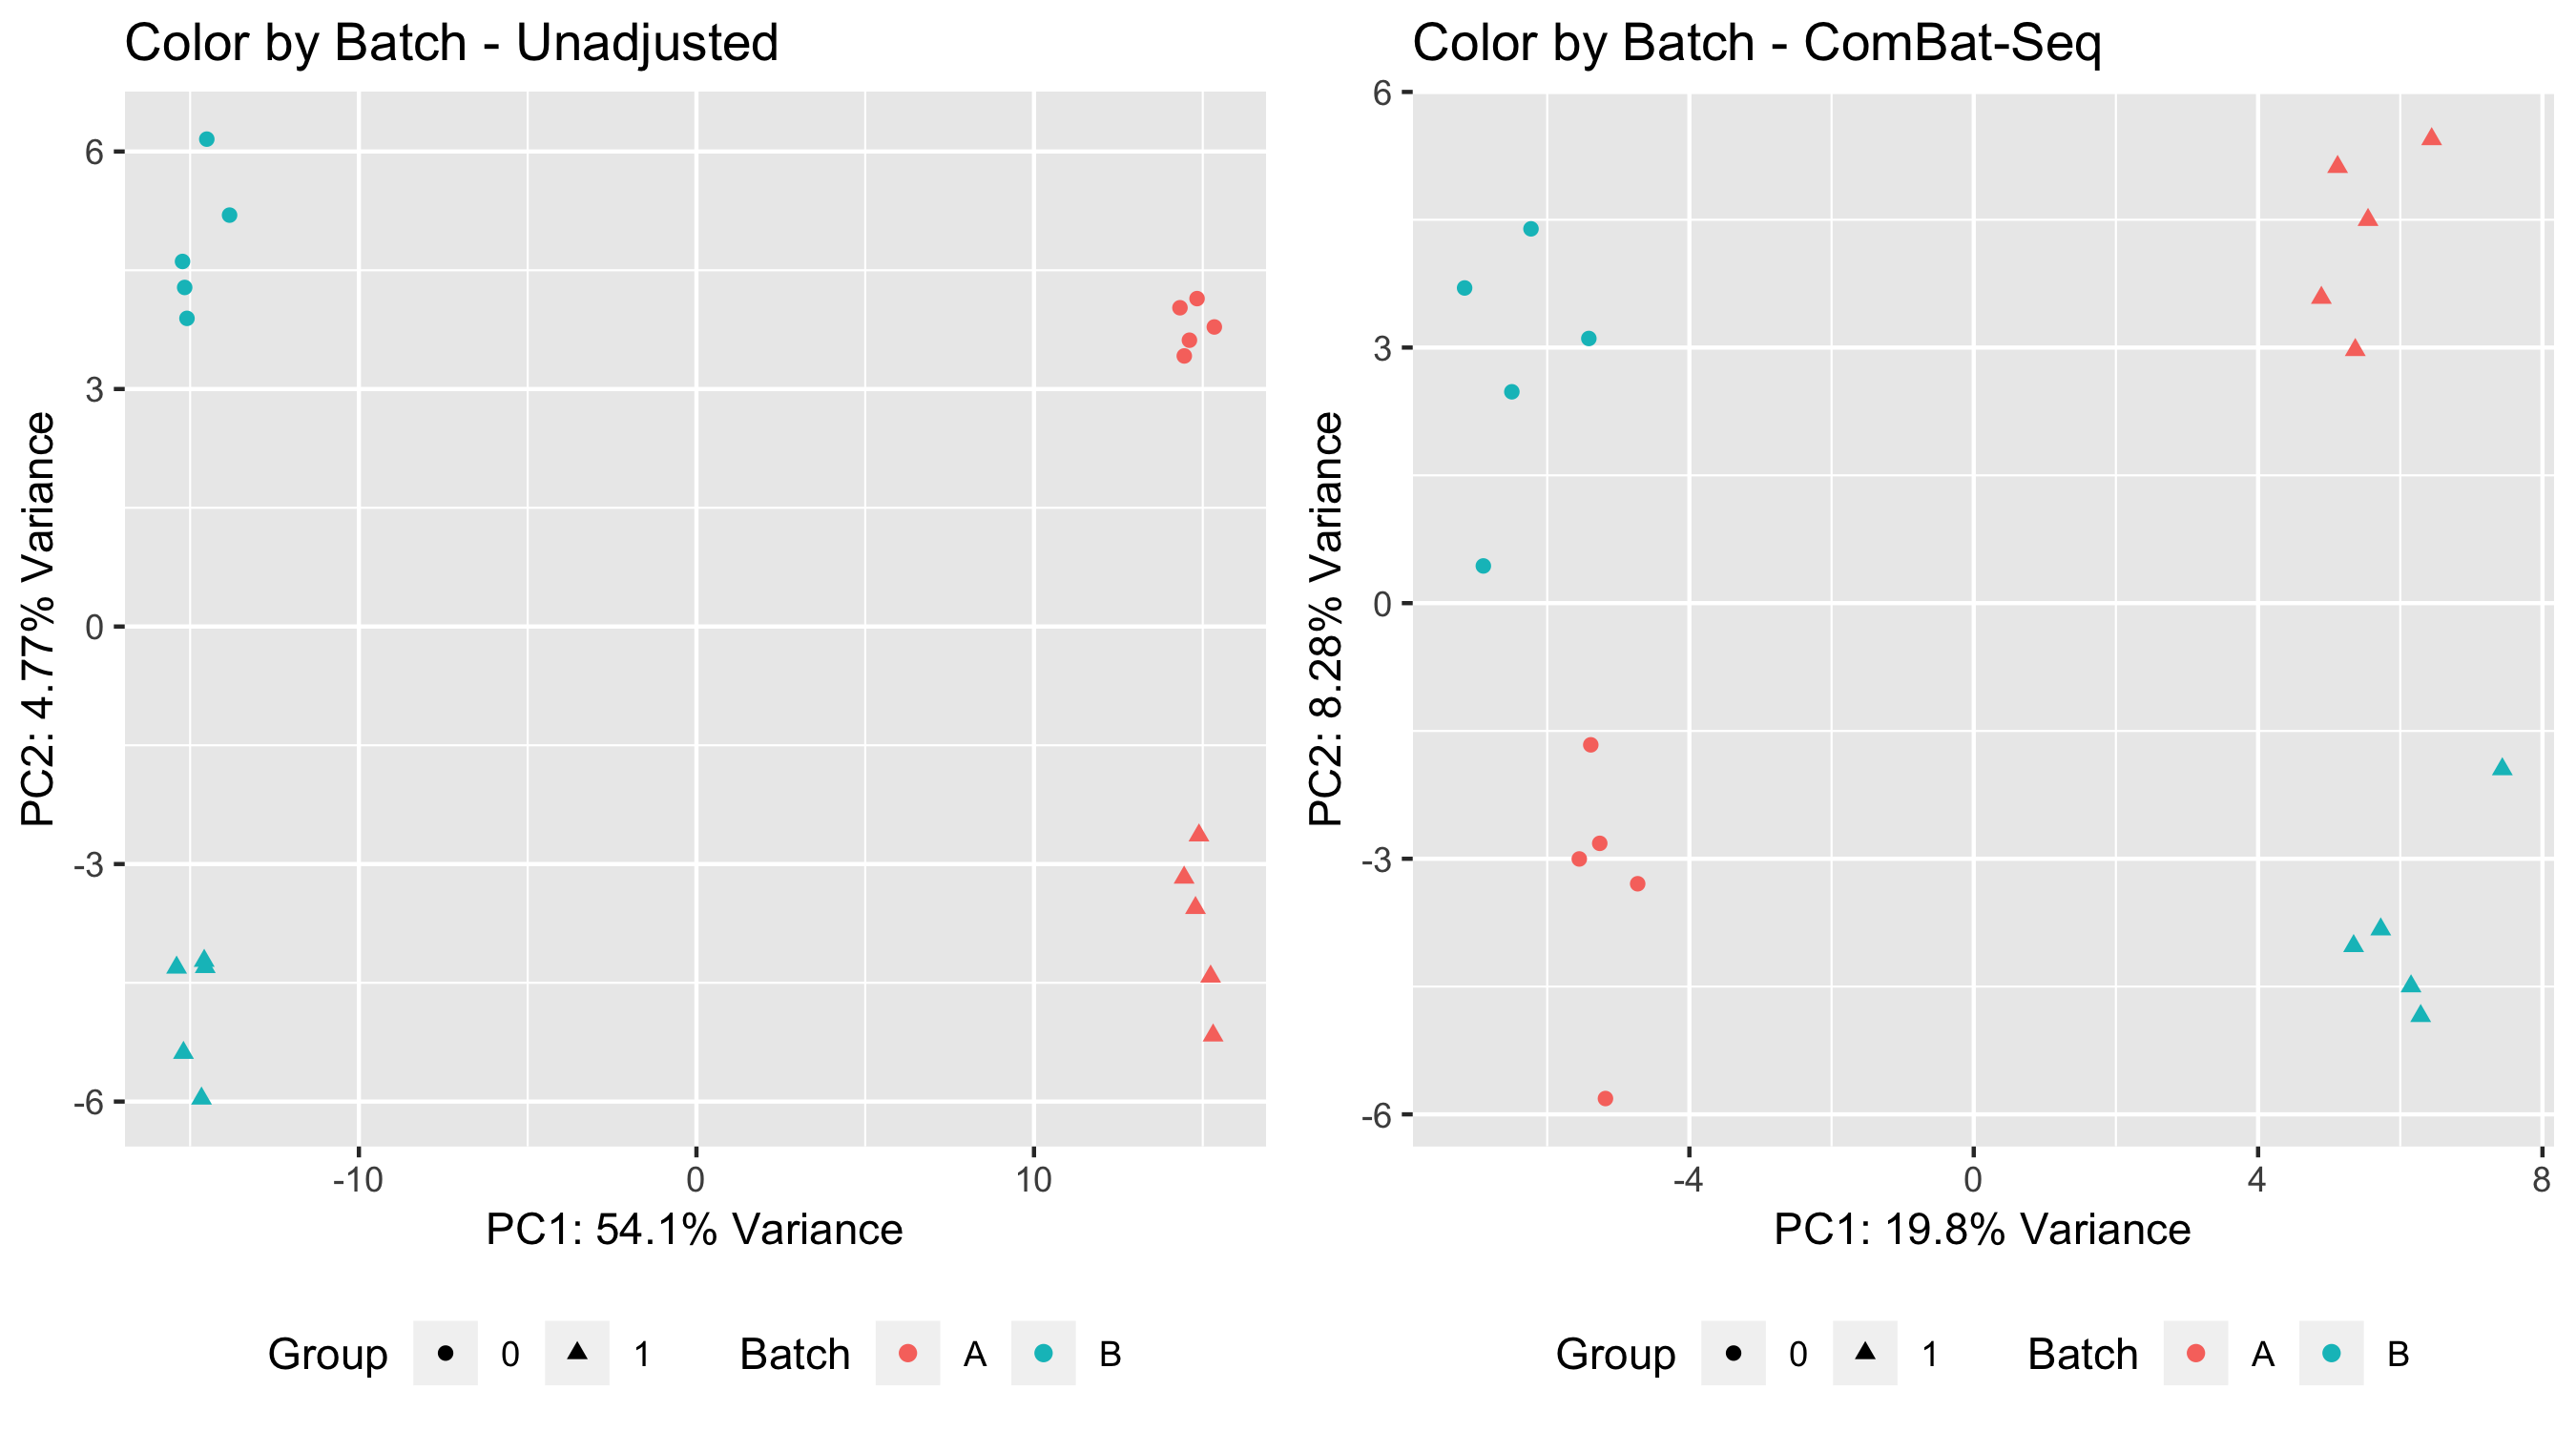 Color by Batch - Unadjusted
6
3
0
-3
-6
PC2: 4.77% Variance
-10 0 10
PC1: 54.1% Variance
Group 0 1 Batch A B
Color by Batch - ComBat-Seq
6
3
0
-3
-6
PC2: 8.28% Variance
-4 0 4 8
PC1: 19.8% Variance
Group 0 1 Batch A B